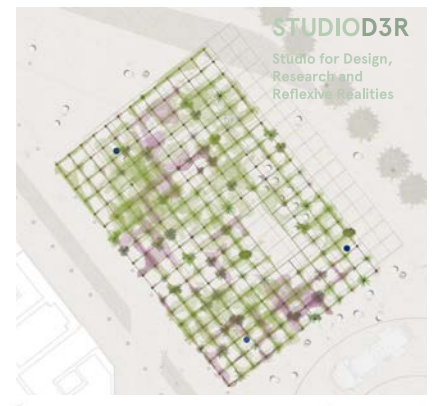 STUDIOD3R
Studio for Design,
Research and
Reflexive Realities